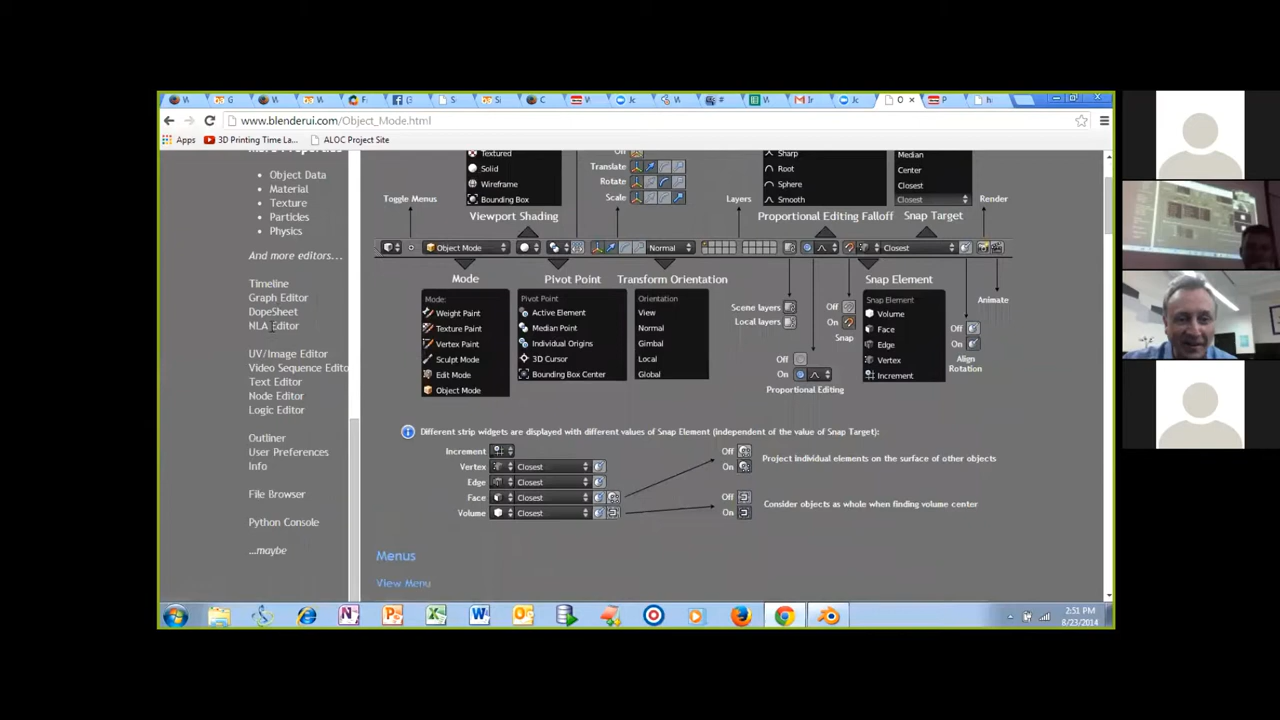 W
G
W
W
F
(3
S
Si
C
W
Jc
W
#
W
Ir
Jc
O
P
hi
www.blenderui.com/Object_Mode.html
Apps
3D Printing Time La...
ALOC Project Site
More Properties
Object Data
Material
Texture
Particles
Physics
And more editors...
Timeline
Graph Editor
DopeSheet
NLA Editor
UV/Image Editor
Video Sequence Edito
Text Editor
Node Editor
Logic Editor
Outliner
User Preferences
Info
File Browser
Python Console
...maybe
Textured
Solid
Wireframe
Bounding Box
On
Translate
Rotate
Scale
Sharp
Root
Sphere
Smooth
Median
Center
Closest
Closest
Toggle Menus
Viewport Shading
Layers
Proportional Editing Falloff
Snap Target
Render
Object Mode
Normal
Closest
Mode
Pivot Point
Transform Orientation
Snap Element
Animate
Mode:
Weight Paint
Texture Paint
Vertex Paint
Sculpt Mode
Edit Mode
Object Mode
Pivot Point
Active Element
Median Point
Individual Origins
3D Cursor
Bounding Box Center
Orientation
View
Normal
Gimbal
Local
Global
Scene layers
Local layers
Off
On
Snap
Off
On
Proportional Editing
Snap Element
Volume
Face
Edge
Vertex
Increment
Off
On
Align
Rotation
Different strip widgets are displayed with different values of Snap Element (independent of the value of Snap Target):
Increment
Vertex Closest
Edge Closest
Face Closest
Volume Closest
Off
On
Project individual elements on the surface of other objects
Off
On
Consider objects as whole when finding volume center
Menus
View Menu
2:51 PM
8/23/2014